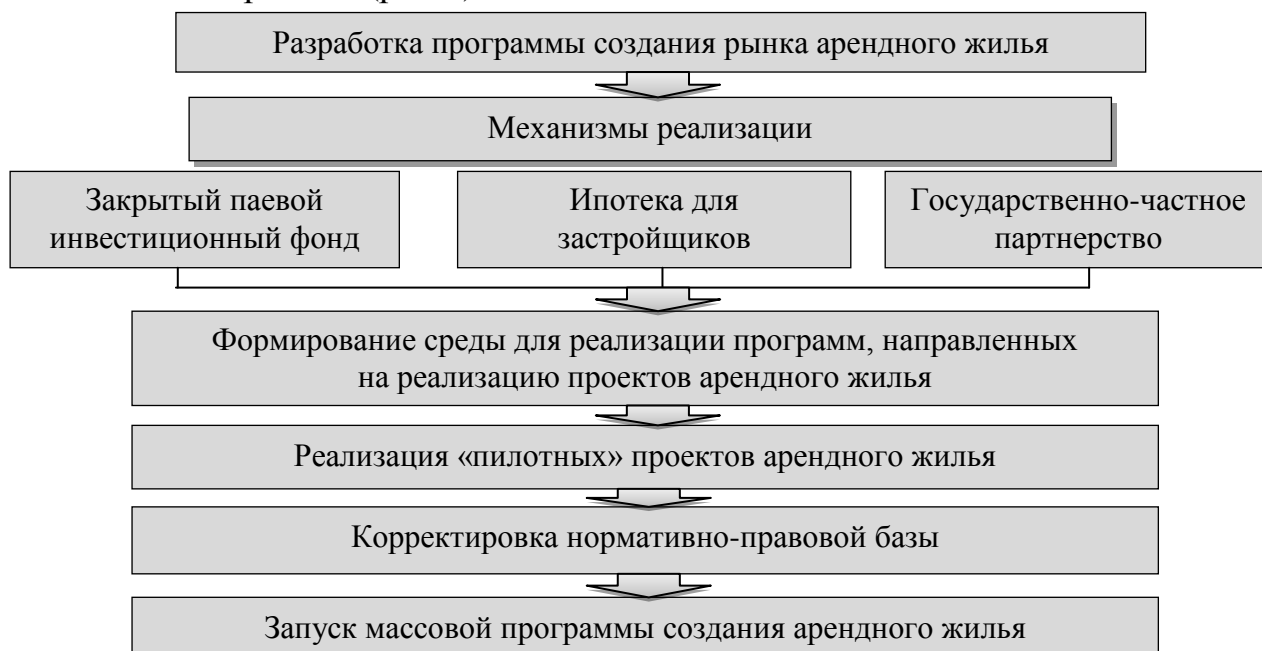 Разработка программы создания рынка арендного жилья
Механизмы реализации
Закрытый паевой
инвестиционный фонд
Ипотека для
застройщиков
Государственно-частное
партнерство
Формирование среды для реализации программ, направленных
на реализацию проектов арендного жилья
Реализация «пилотных» проектов арендного жилья
Корректировка нормативно-правовой базы
Запуск массовой программы создания арендного жилья